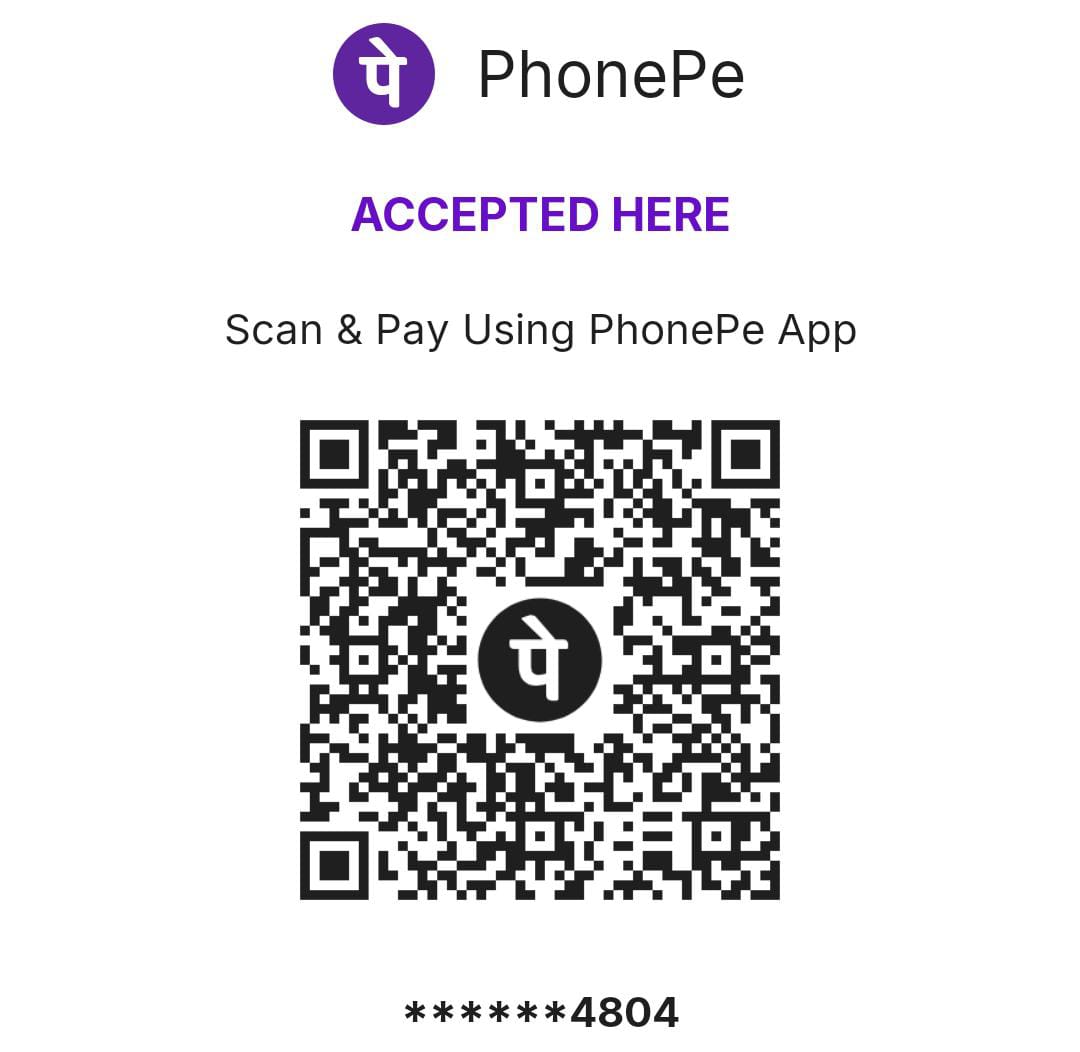 पे PhonePe
ACCEPTED HERE
Scan & Pay Using PhonePe App
पे
******4804